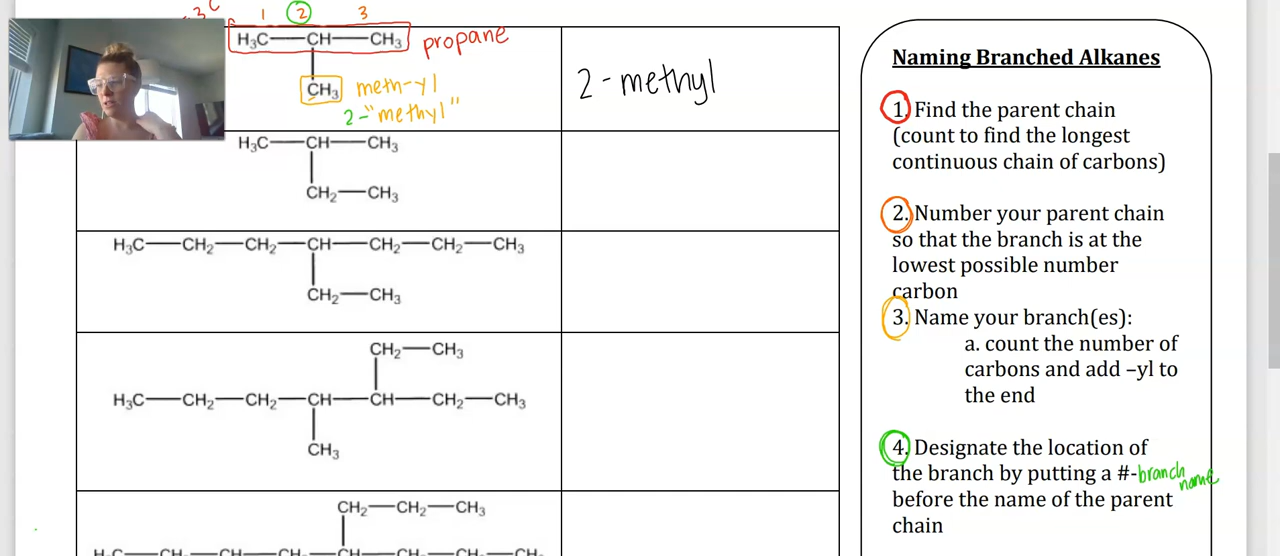 1 2 3
H₃C—CH—CH₃ propane
CH₃ meth-yl
2-"methyl"
2-methyl
H₃C—CH—CH₃
CH₂—CH₃
H₃C—CH₂—CH₂—CH—CH₂—CH₂—CH₃
CH₂—CH₃
CH₂—CH₃
H₃C—CH₂—CH₂—CH—CH—CH₂—CH₃
CH₃
CH₂—CH₂—CH₃
Naming Branched Alkanes
1. Find the parent chain
(count to find the longest
continuous chain of carbons)
2. Number your parent chain
so that the branch is at the
lowest possible number
carbon
3. Name your branch(es):
a. count the number of
carbons and add –yl to
the end
4. Designate the location of
the branch by putting a #-branch name
before the name of the parent
chain